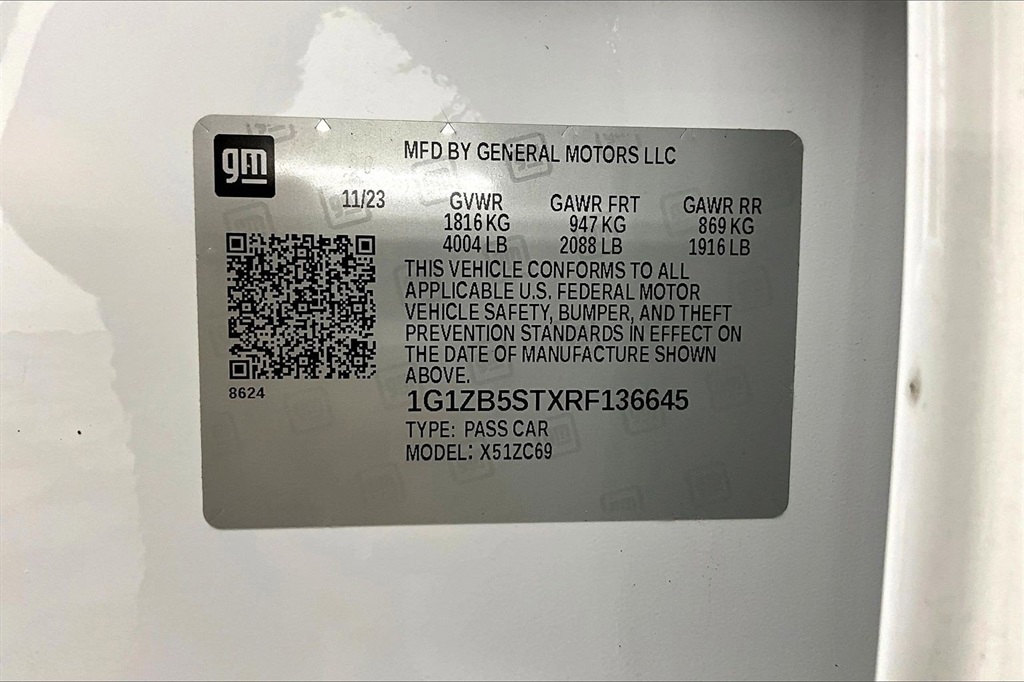 gm
MFD BY GENERAL MOTORS LLC
11/23 GVWR GAWR FRT GAWR RR
1816 KG 947 KG 869 KG
4004 LB 2088 LB 1916 LB
THIS VEHICLE CONFORMS TO ALL
APPLICABLE U.S. FEDERAL MOTOR
VEHICLE SAFETY, BUMPER, AND THEFT
PREVENTION STANDARDS IN EFFECT ON
THE DATE OF MANUFACTURE SHOWN
ABOVE.
8624
1G1ZB5STXRF136645
TYPE: PASS CAR
MODEL: X51ZC69